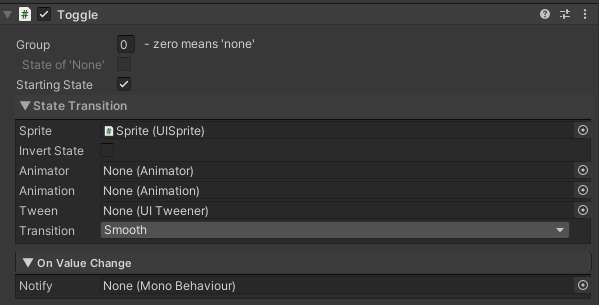 Toggle
Group 0 - zero means 'none'
State of 'None'
Starting State
State Transition
Sprite Sprite (UISprite)
Invert State
Animator None (Animator)
Animation None (Animation)
Tween None (UI Tweener)
Transition Smooth
On Value Change
Notify None (Mono Behaviour)